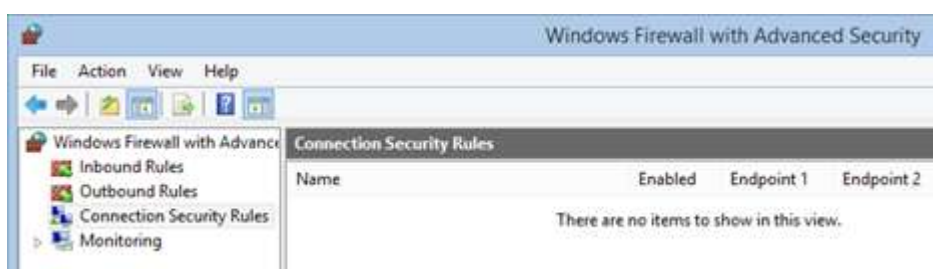 Windows Firewall with Advanced Security
File Action View Help
Windows Firewall with Advance
Inbound Rules
Outbound Rules
Connection Security Rules
Monitoring
Connection Security Rules
Name Enabled Endpoint 1 Endpoint 2
There are no items to show in this view.